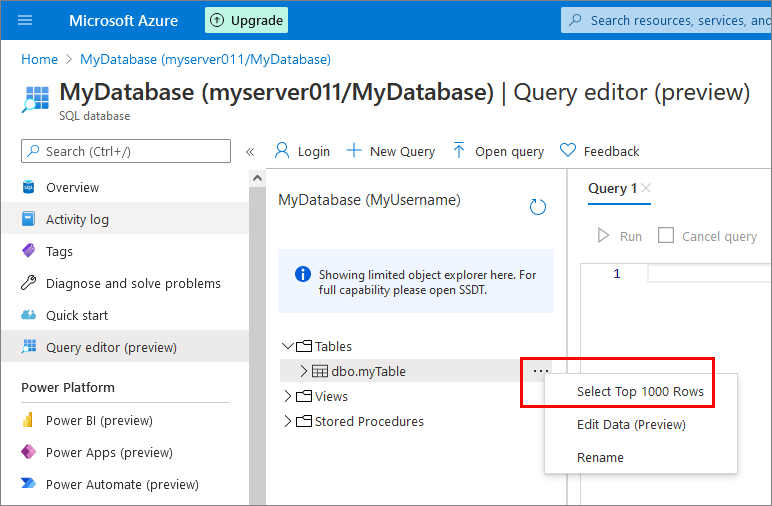 Microsoft Azure
Upgrade
Search resources, services, and
Home > MyDatabase (myserver011/MyDatabase)
MyDatabase (myserver011/MyDatabase) | Query editor (preview)
SQL database
Search (Ctrl+/)
«
Login
New Query
Open query
Feedback
SQL
Overview
Activity log
Tags
Diagnose and solve problems
Quick start
Query editor (preview)
Power Platform
Power BI (preview)
Power Apps (preview)
Power Automate (preview)
MyDatabase (MyUsername)
Showing limited object explorer here. For
full capability please open SSDT.
Tables
dbo.myTable
...
Views
Stored Procedures
Select Top 1000 Rows
Edit Data (Preview)
Rename
Query 1
Run
Cancel query
1